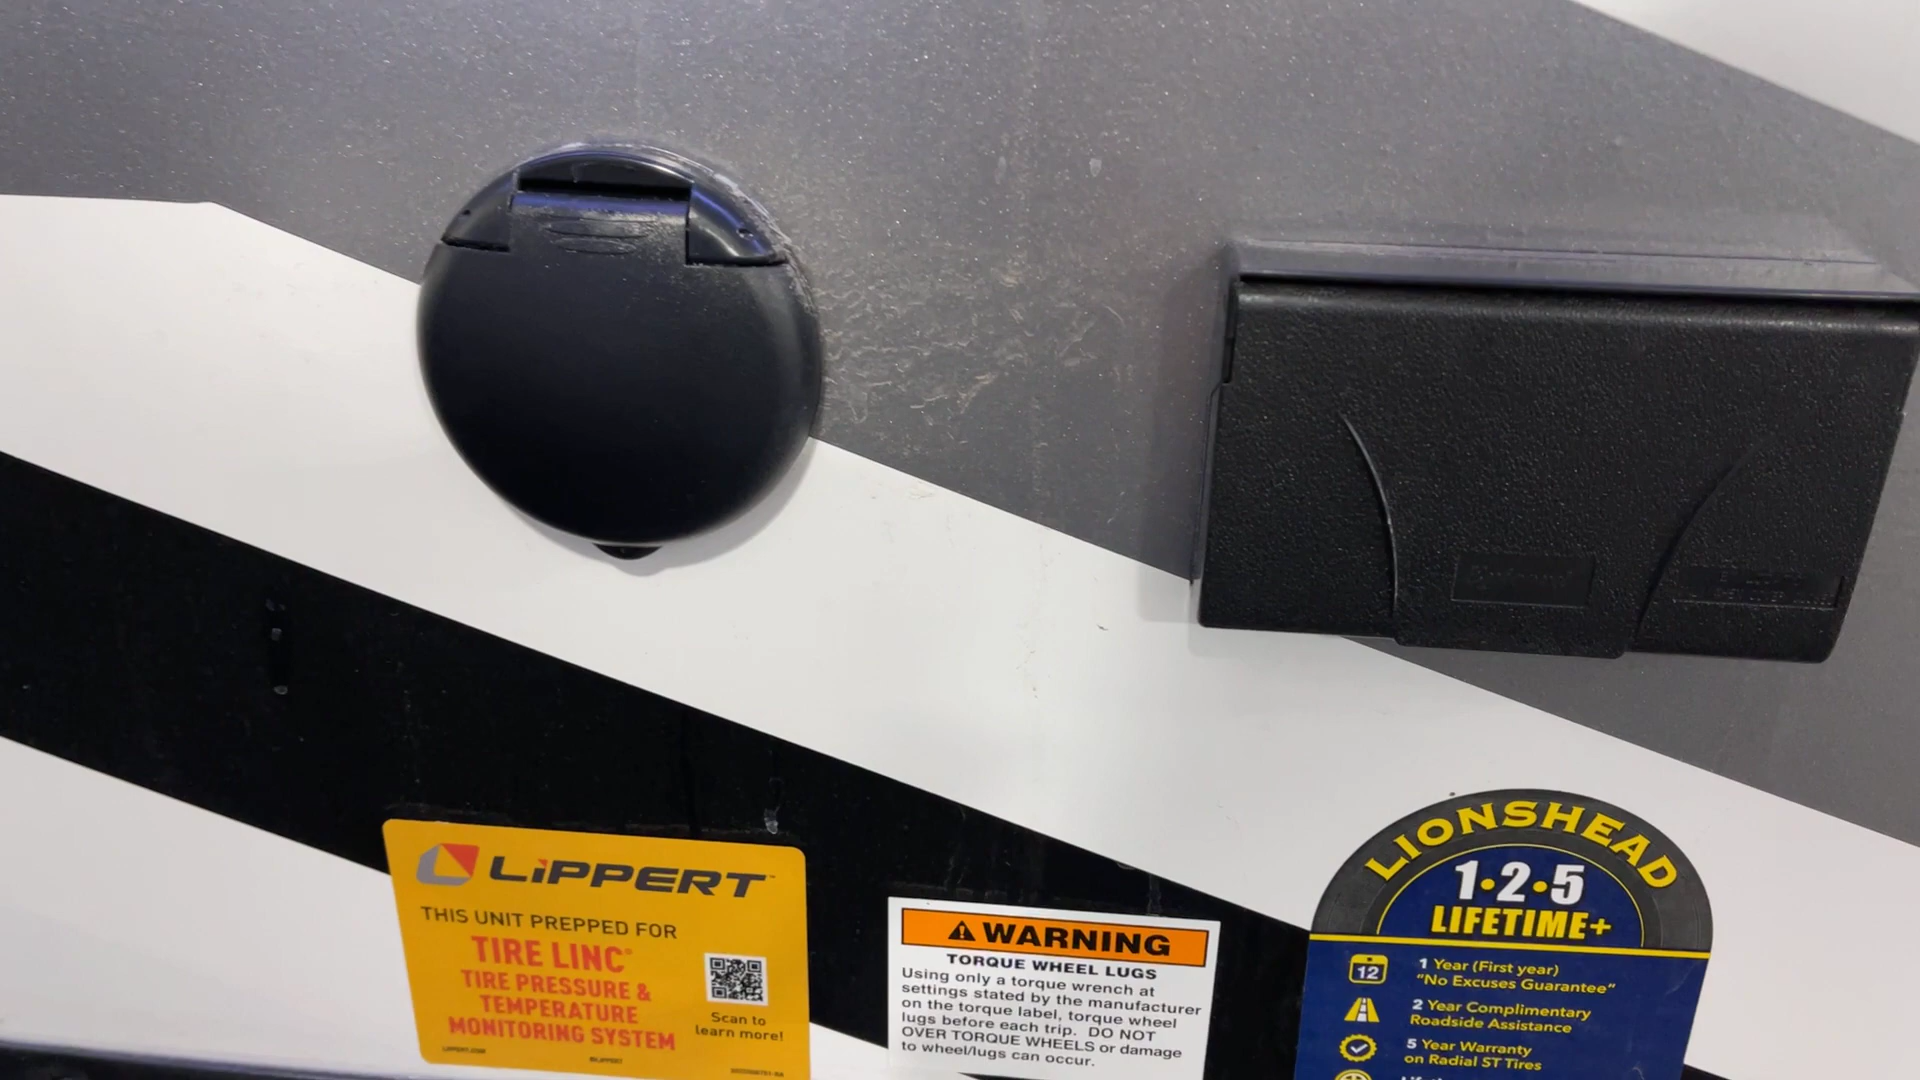 LiPPERT
THIS UNIT PREPPED FOR
TIRE LINC®
TIRE PRESSURE &
TEMPERATURE
MONITORING SYSTEM
Scan to
learn more!
LIPPERT.COM
@LIPPERT
WARNING
TORQUE WHEEL LUGS
Using only a torque wrench at
settings stated by the manufacturer
on the torque label, torque wheel
lugs before each trip. DO NOT
OVER TORQUE WHEELS or damage
to wheel/lugs can occur.
LIONSHEAD
1•2•5
LIFETIME+
12
1 Year (First year)
"No Excuses Guarantee"
2 Year Complimentary
Roadside Assistance
5 Year Warranty
on Radial ST Tires